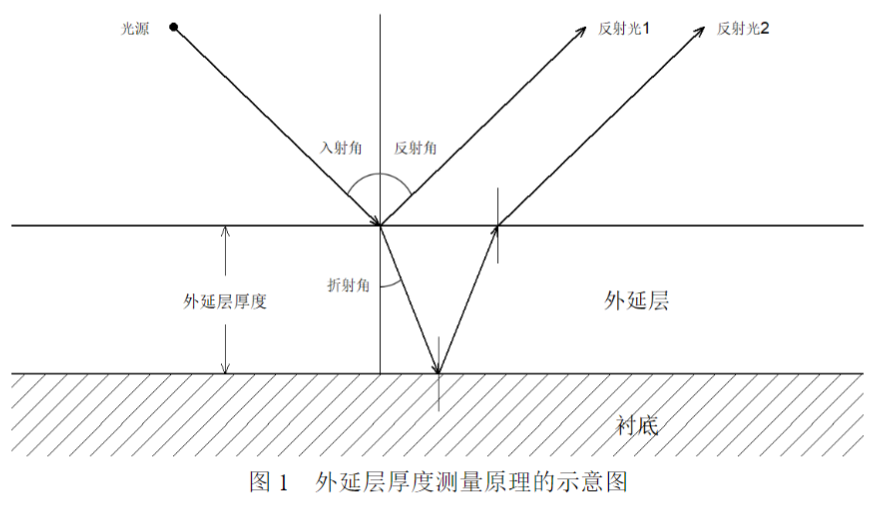 光源
反射光1
反射光2
入射角
反射角
折射角
外延层厚度
外延层
衬底
图 1 外延层厚度测量原理的示意图